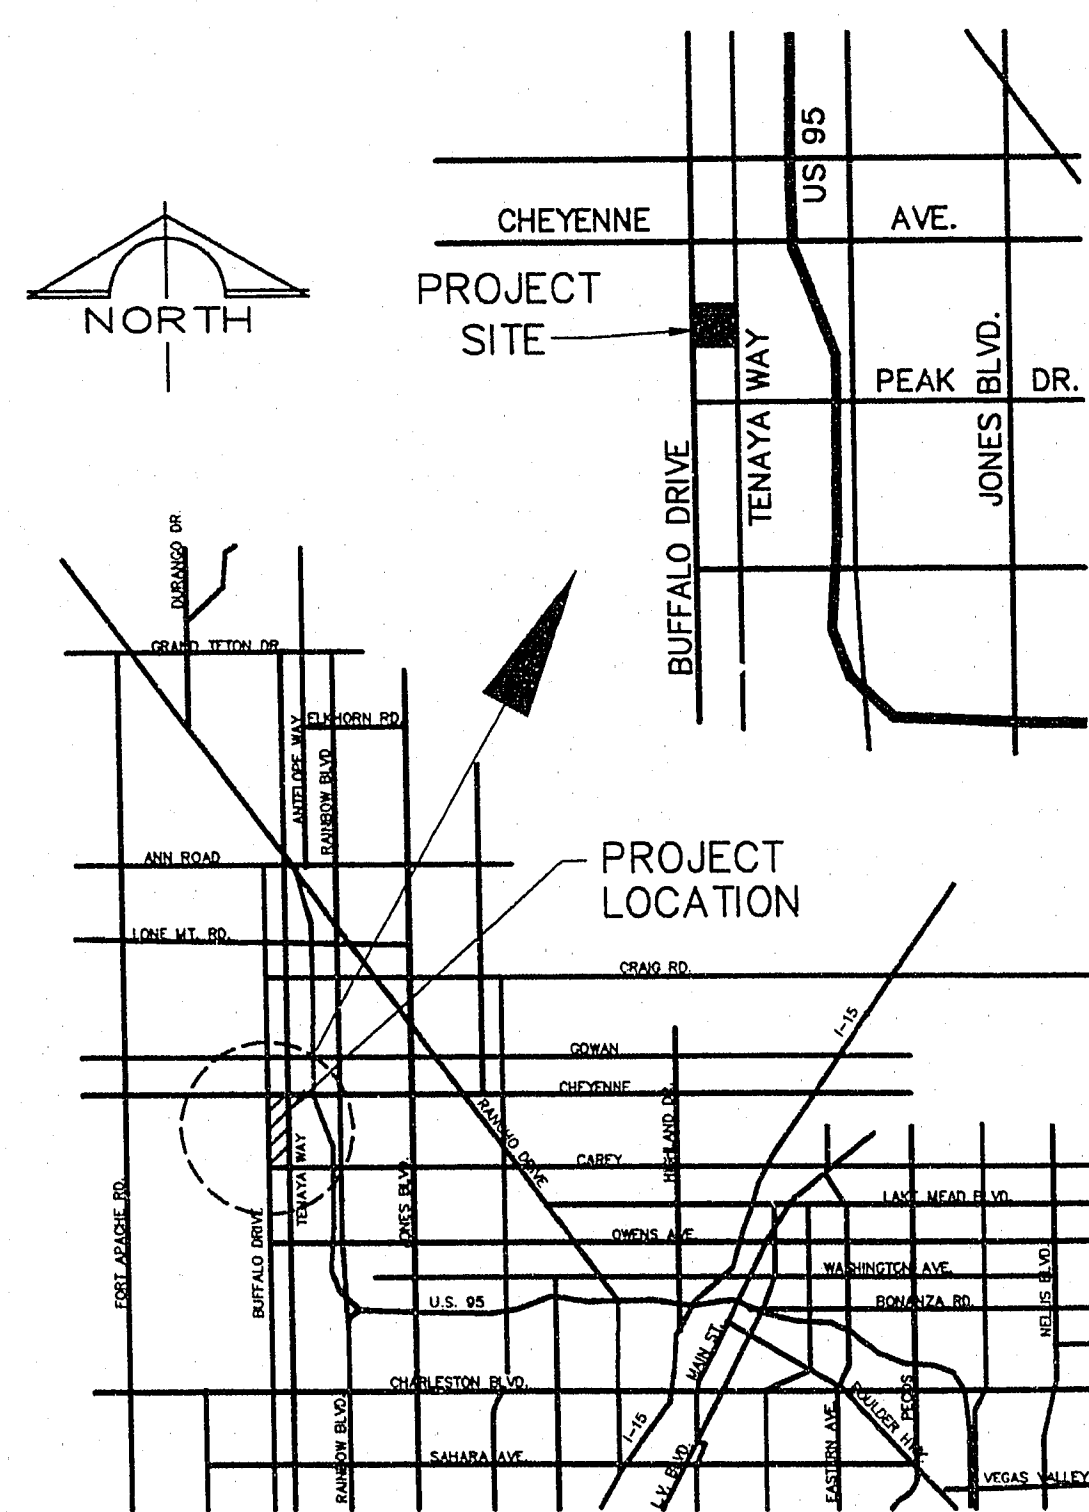 US 95
CHEYENNE AVE.
PROJECT
SITE
NORTH
JONES BLVD.
TENAYA WAY
PEAK DR.
BUFFALO DRIVE
DURANGO DR.
GRAND TETON DR.
ELKHORN RD.
ANTELOPE WAY
RAINBOW BLVD
ANN ROAD
PROJECT
LOCATION
LONE MT. RD.
CRAIG RD.
I-15
GOWAN
CHEYENNE
HIGHLAND DR.
RANCHO DRIVE
CAREY
TENAYA WAY
JONES BLVD.
FORT APACHE RD.
LAKE MEAD BLVD.
BUFFALO DRIVE
OWENS AVE
WASHINGTON AVE.
NELIS BLVD.
U.S. 95
BONANZA RD.
MAIN ST.
CHARLESTON BLVD.
PECOS
BOULDER HWY.
RAINBOW BLVD.
I-15
EASTERN AVE.
SAHARA AVE.
L.V. BLVD.
VEGAS VALLEY